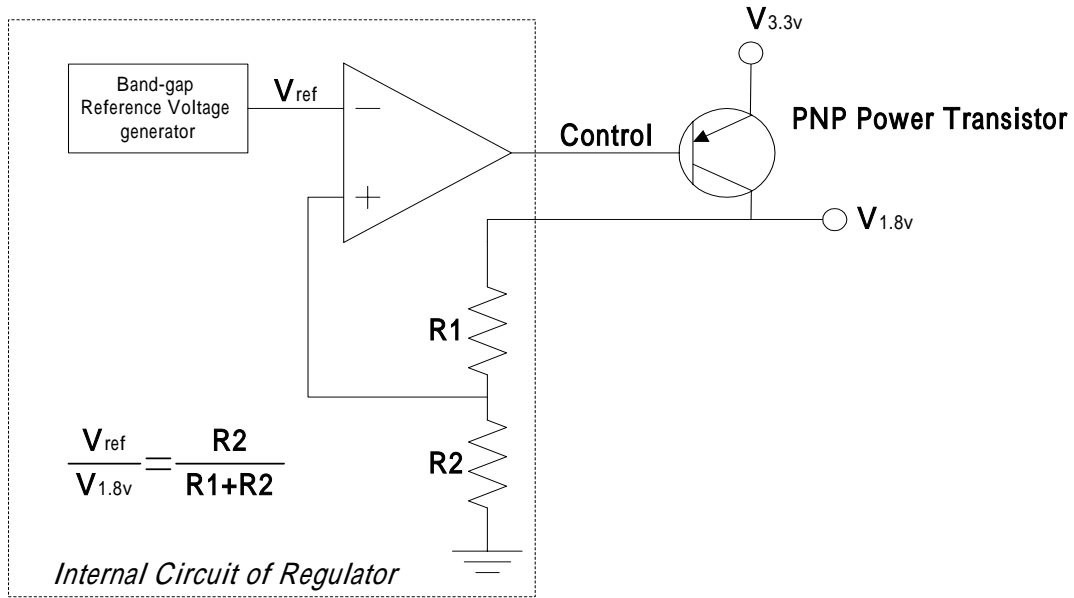 V3.3v
Band-gap
Reference Voltage
generator
Vref
−
+
Control
PNP Power Transistor
V1.8v
R1
R2
Vref/V1.8v=R2/R1+R2
Internal Circuit of Regulator